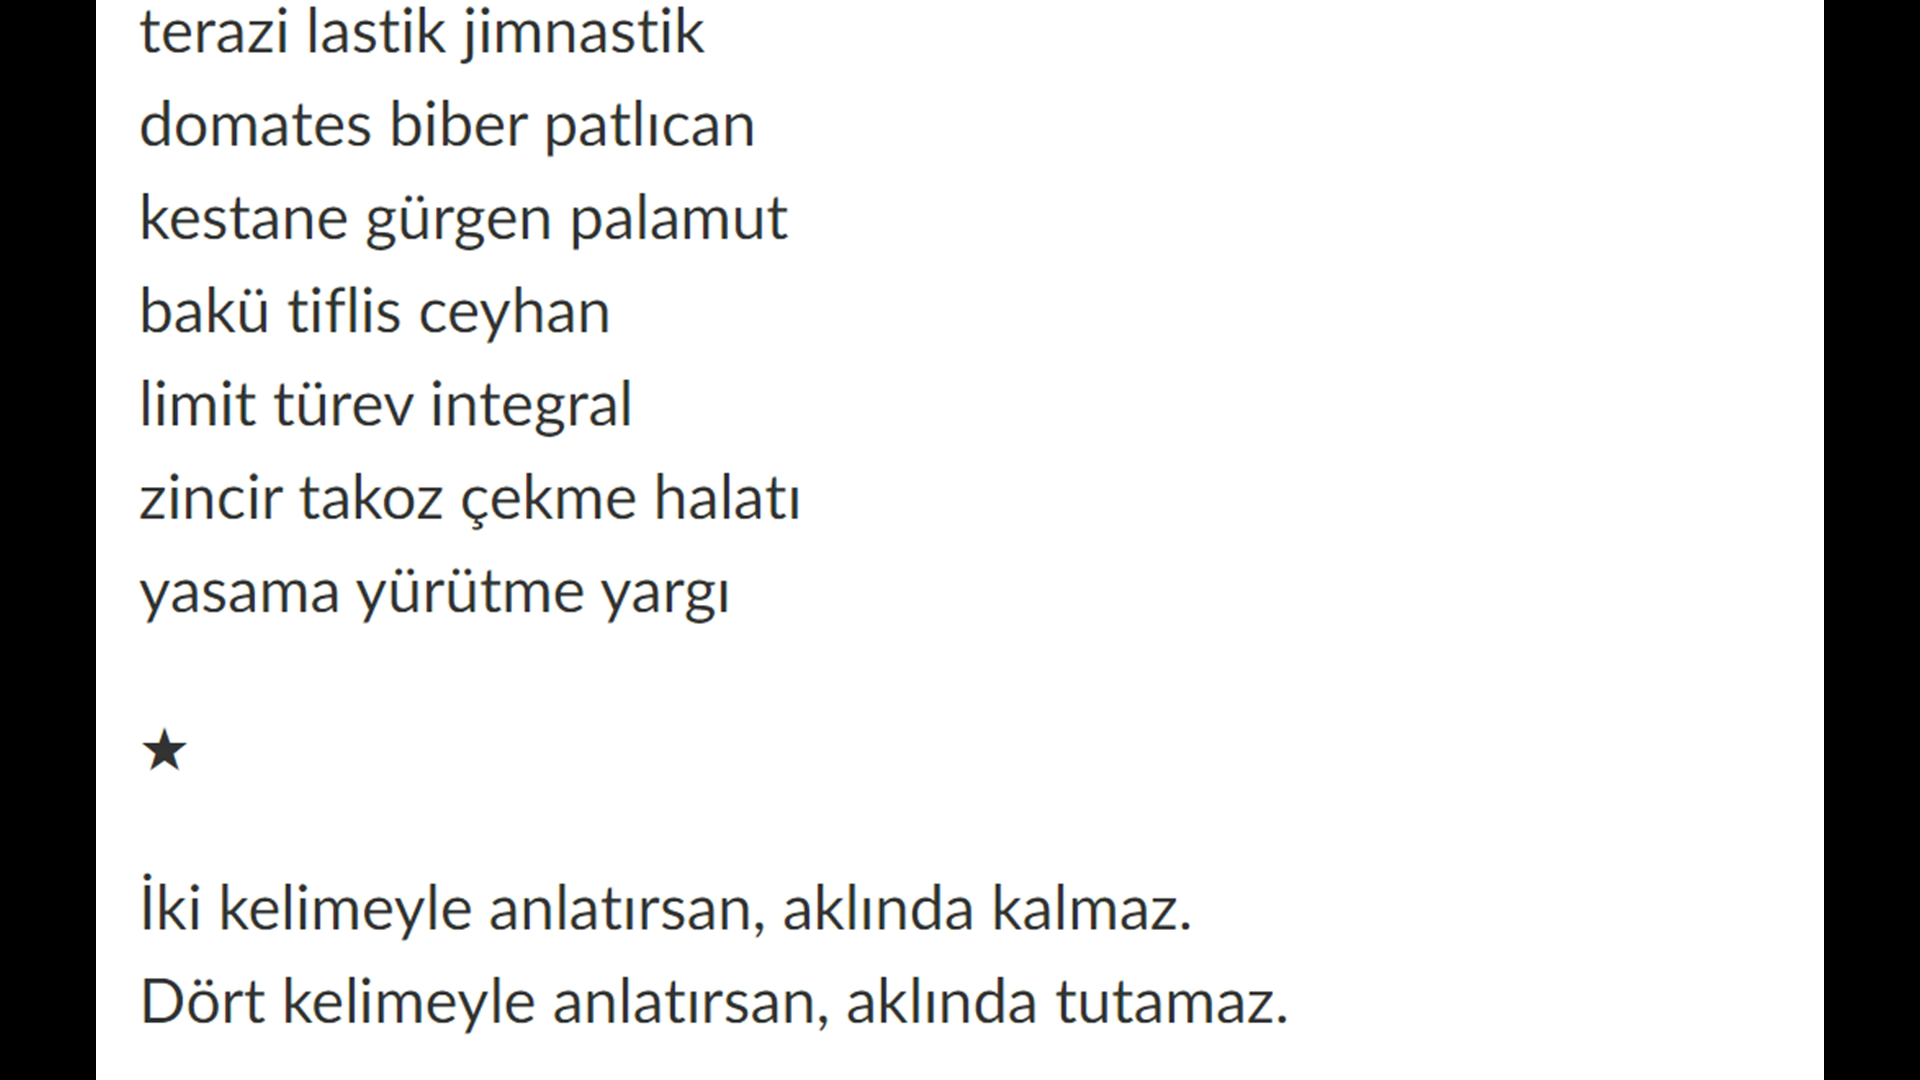 terazi lastik jimnastik
domates biber patlıcan
kestane gürgen palamut
bakü tiflis ceyhan
limit türev integral
zincir takoz çekme halatı
yasama yürütme yargı
★
İki kelimeyle anlatırsan, aklında kalmaz.
Dört kelimeyle anlatırsan, aklında tutamaz.